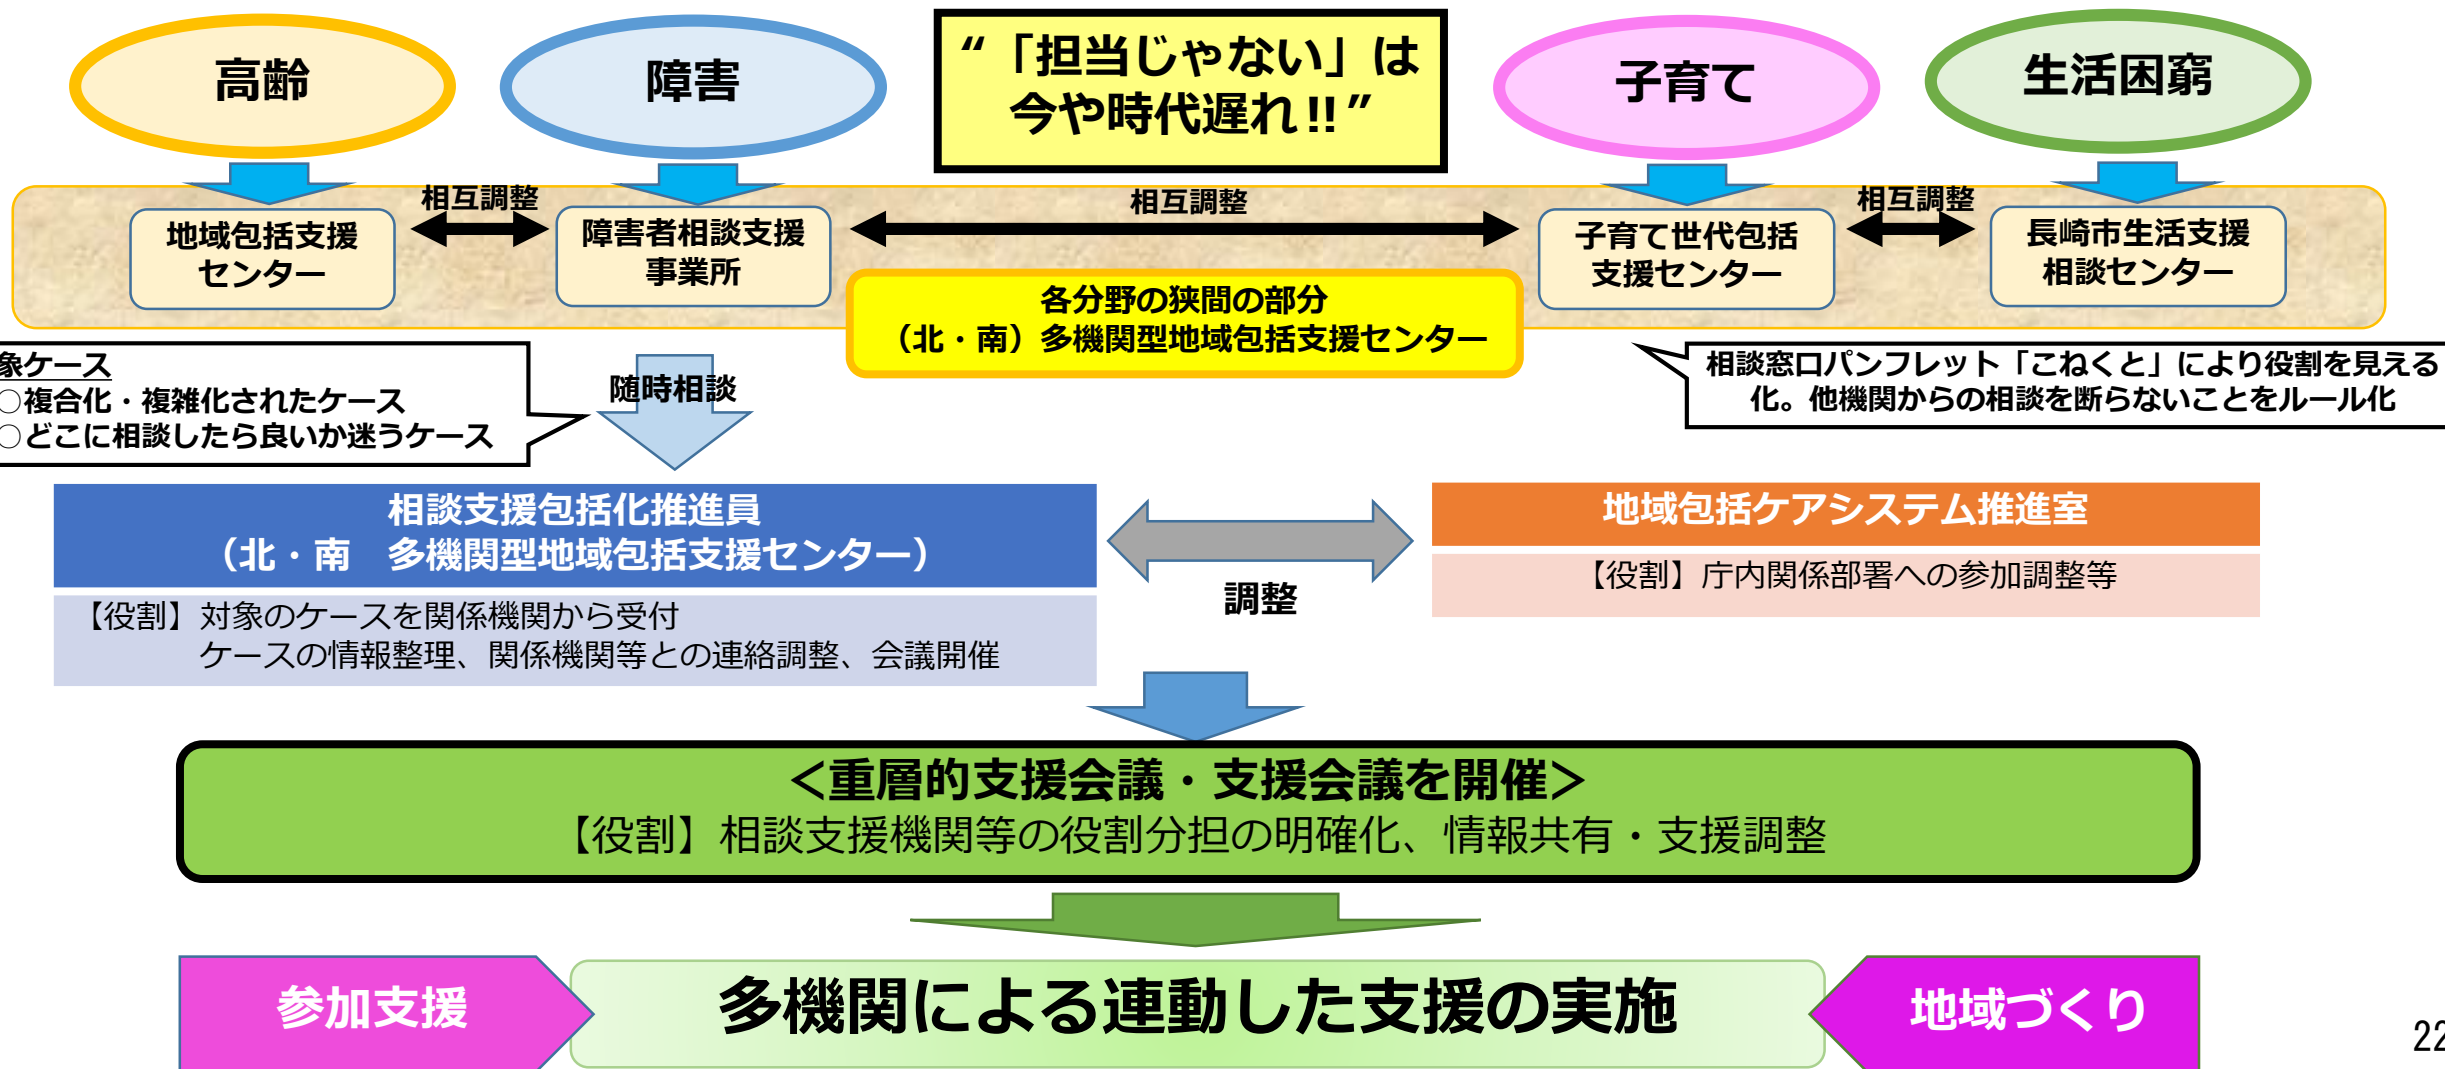 高齢
障害
“「担当じゃない」は
今や時代遅れ!!”
子育て
生活困窮
相互調整
相互調整
相互調整
地域包括支援
センター
障害者相談支援
事業所
子育て世代包括
支援センター
長崎市生活支援
相談センター
各分野の狭間の部分
（北・南）多機関型地域包括支援センター
象ケース
○複合化・複雑化されたケース
○どこに相談したら良いか迷うケース
随時相談
相談窓口パンフレット「こねくと」により役割を見える
化。他機関からの相談を断らないことをルール化
相談支援包括化推進員
（北・南　多機関型地域包括支援センター）
【役割】対象のケースを関係機関から受付
ケースの情報整理、関係機関等との連絡調整、会議開催
調整
地域包括ケアシステム推進室
【役割】庁内関係部署への参加調整等
＜重層的支援会議・支援会議を開催＞
【役割】相談支援機関等の役割分担の明確化、情報共有・支援調整
参加支援
多機関による連動した支援の実施
地域づくり
22